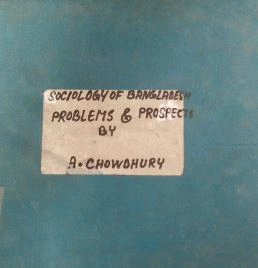 SOCIOLOGY OF BANGLADESH
PROBLEMS & PROSPECTS
BY
A. CHOWDHURY